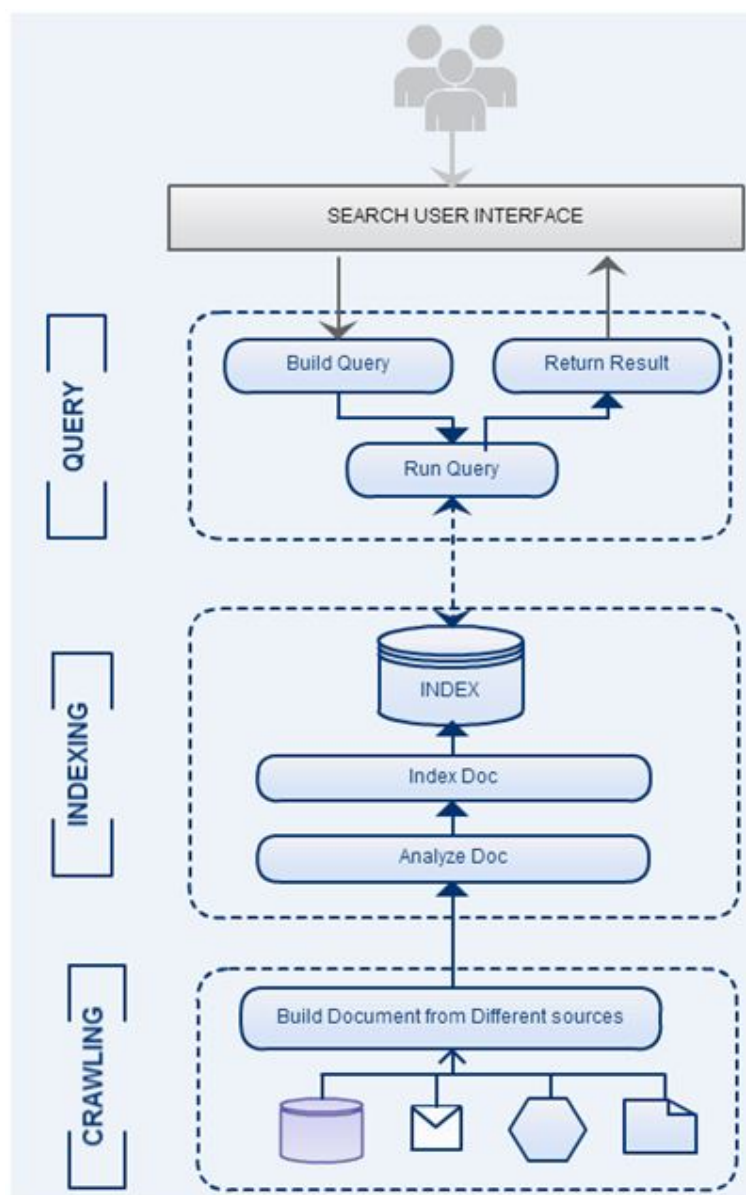 SEARCH USER INTERFACE
QUERY
Build Query
Return Result
Run Query
INDEXING
INDEX
Index Doc
Analyze Doc
CRAWLING
Build Document from Different sources